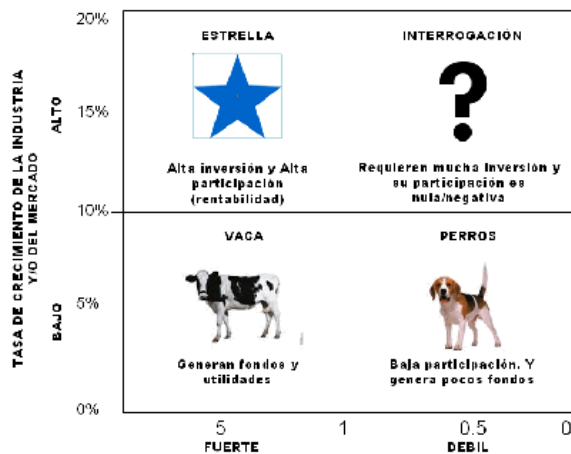 20%
ESTRELLA
INTERROGACIÓN
15%
ALTO
TASA DE CRECIMIENTO DE LA INDUSTRIA
Y/O DEL MERCADO
Alta inversión y Alta
participación
(rentabilidad)
?
Requieren mucha inversión y
su participación es
nula/negativa
10%
VACA
PERROS
5%
BAJO
Generan fondos y
utilidades
Baja participación. Y
genera pocos fondos
0%
5
1
0.5
0
FUERTE
DEBIL